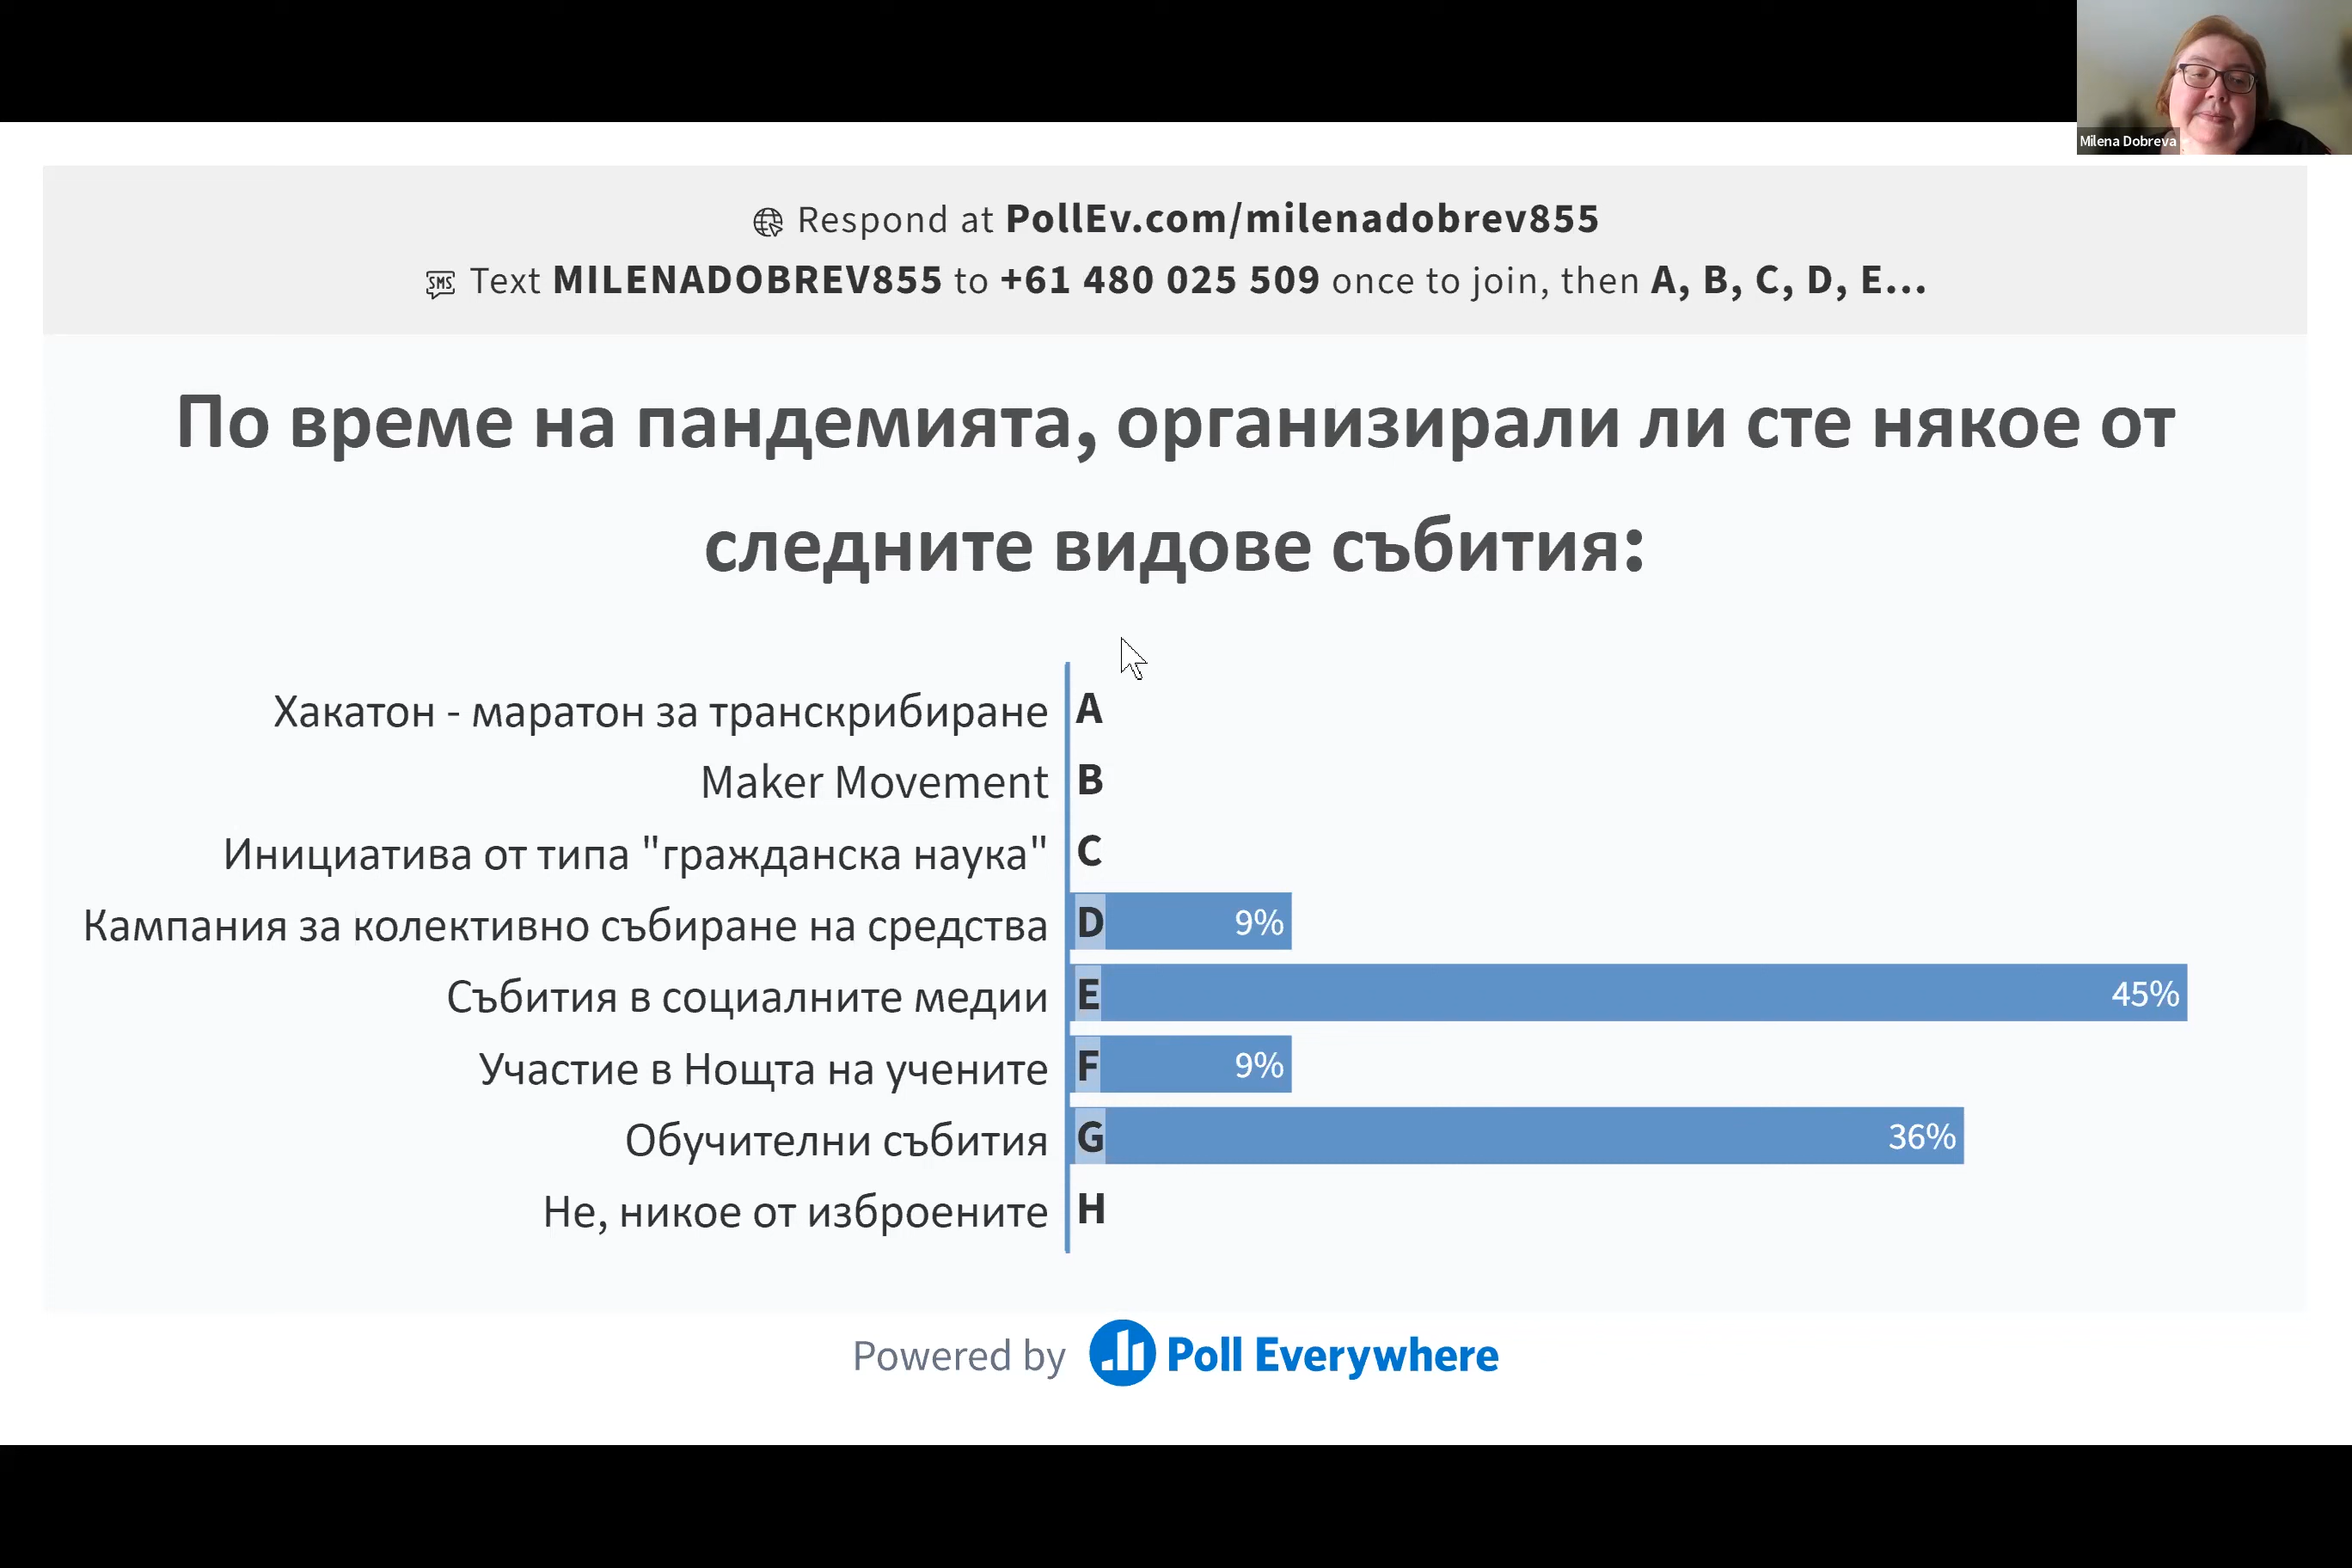 Milena Dobreva
Respond at PollEv.com/milenadobrev855
SMS Text MILENADOBREV855 to +61 480 025 509 once to join, then A, B, C, D, E...
По време на пандемията, организирали ли сте някое от
следните видове събития:
Хакатон - маратон за транскрибиране A
Maker Movement B
Инициатива от типа "гражданска наука" C
Кампания за колективно събиране на средства D 9%
Събития в социалните медии E 45%
Участие в Нощта на учените F 9%
Обучителни събития G 36%
Не, никое от изброените H
Powered by Poll Everywhere